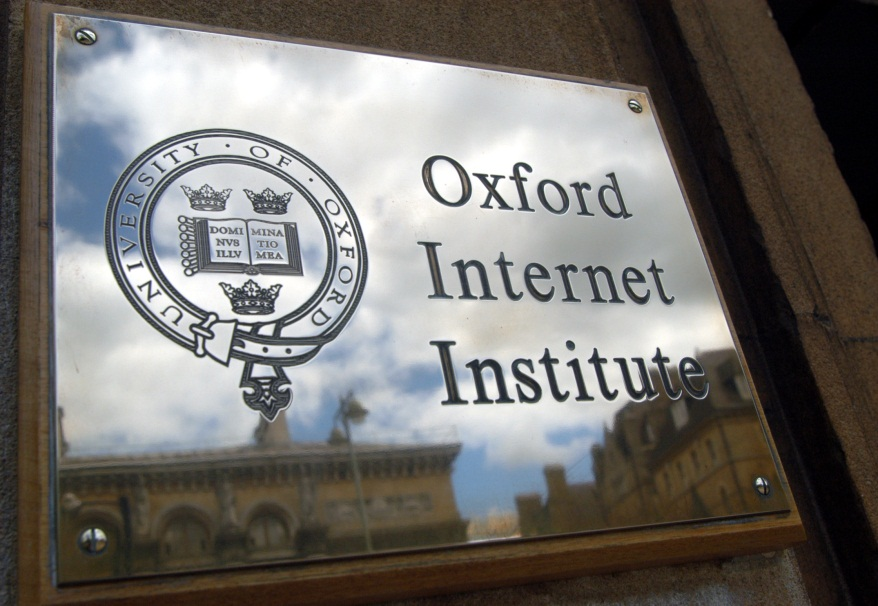 UNIVERSITY · OF · OXFORD
DOMI MINA
NVS TIO
ILLV MEA
Oxford
Internet
Institute